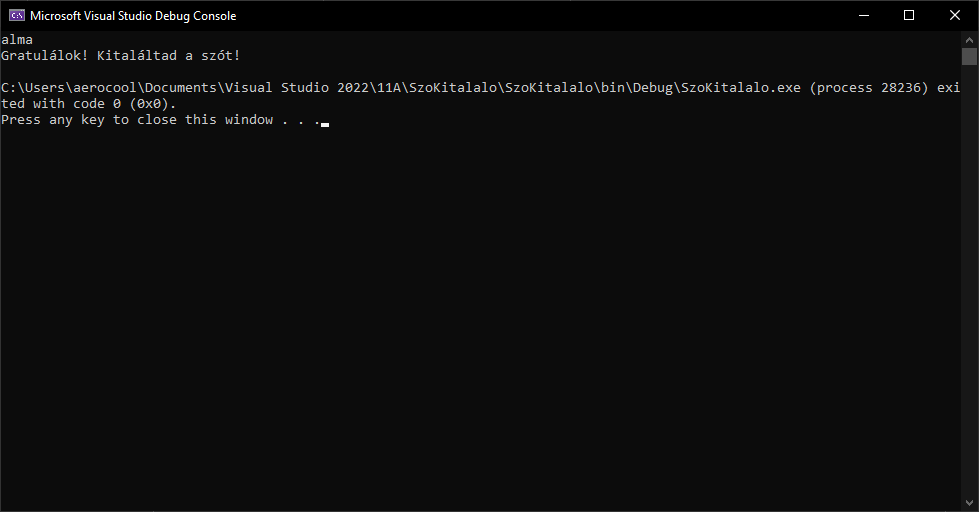 Microsoft Visual Studio Debug Console
alma
Gratulálok! Kitaláltad a szót!
C:\Users\aerocool\Documents\Visual Studio 2022\11A\SzoKitalalo\SzoKitalalo\bin\Debug\SzoKitalalo.exe (process 28236) exi
ted with code 0 (0x0).
Press any key to close this window . . .